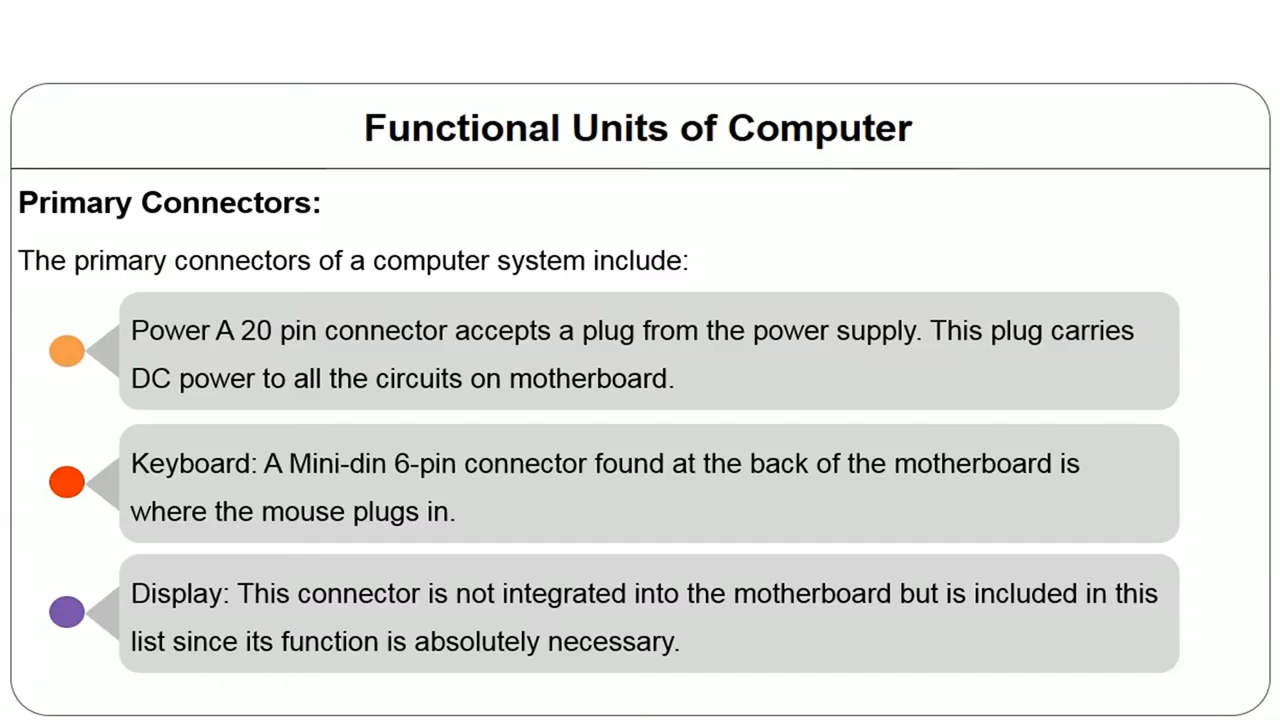 Functional Units of Computer
Primary Connectors:
The primary connectors of a computer system include:
Power A 20 pin connector accepts a plug from the power supply. This plug carries
DC power to all the circuits on motherboard.
Keyboard: A Mini-din 6-pin connector found at the back of the motherboard is
where the mouse plugs in.
Display: This connector is not integrated into the motherboard but is included in this
list since its function is absolutely necessary.